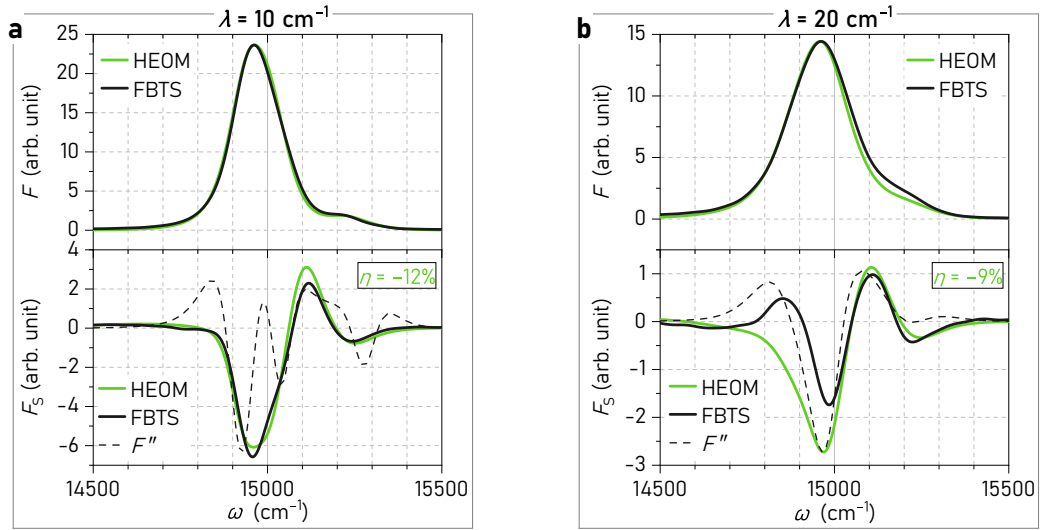 a
λ = 10 cm⁻¹
25
20
15
10
5
0
F (arb. unit)
HEOM
FBTS
4
2
0
-2
-4
-6
F_S (arb. unit)
η = −12%
HEOM
FBTS
F″
14500
15000
15500
ω (cm⁻¹)
b
λ = 20 cm⁻¹
15
10
5
0
F (arb. unit)
HEOM
FBTS
1
0
-1
-2
-3
F_S (arb. unit)
η = −9%
HEOM
FBTS
F″
14500
15000
15500
ω (cm⁻¹)